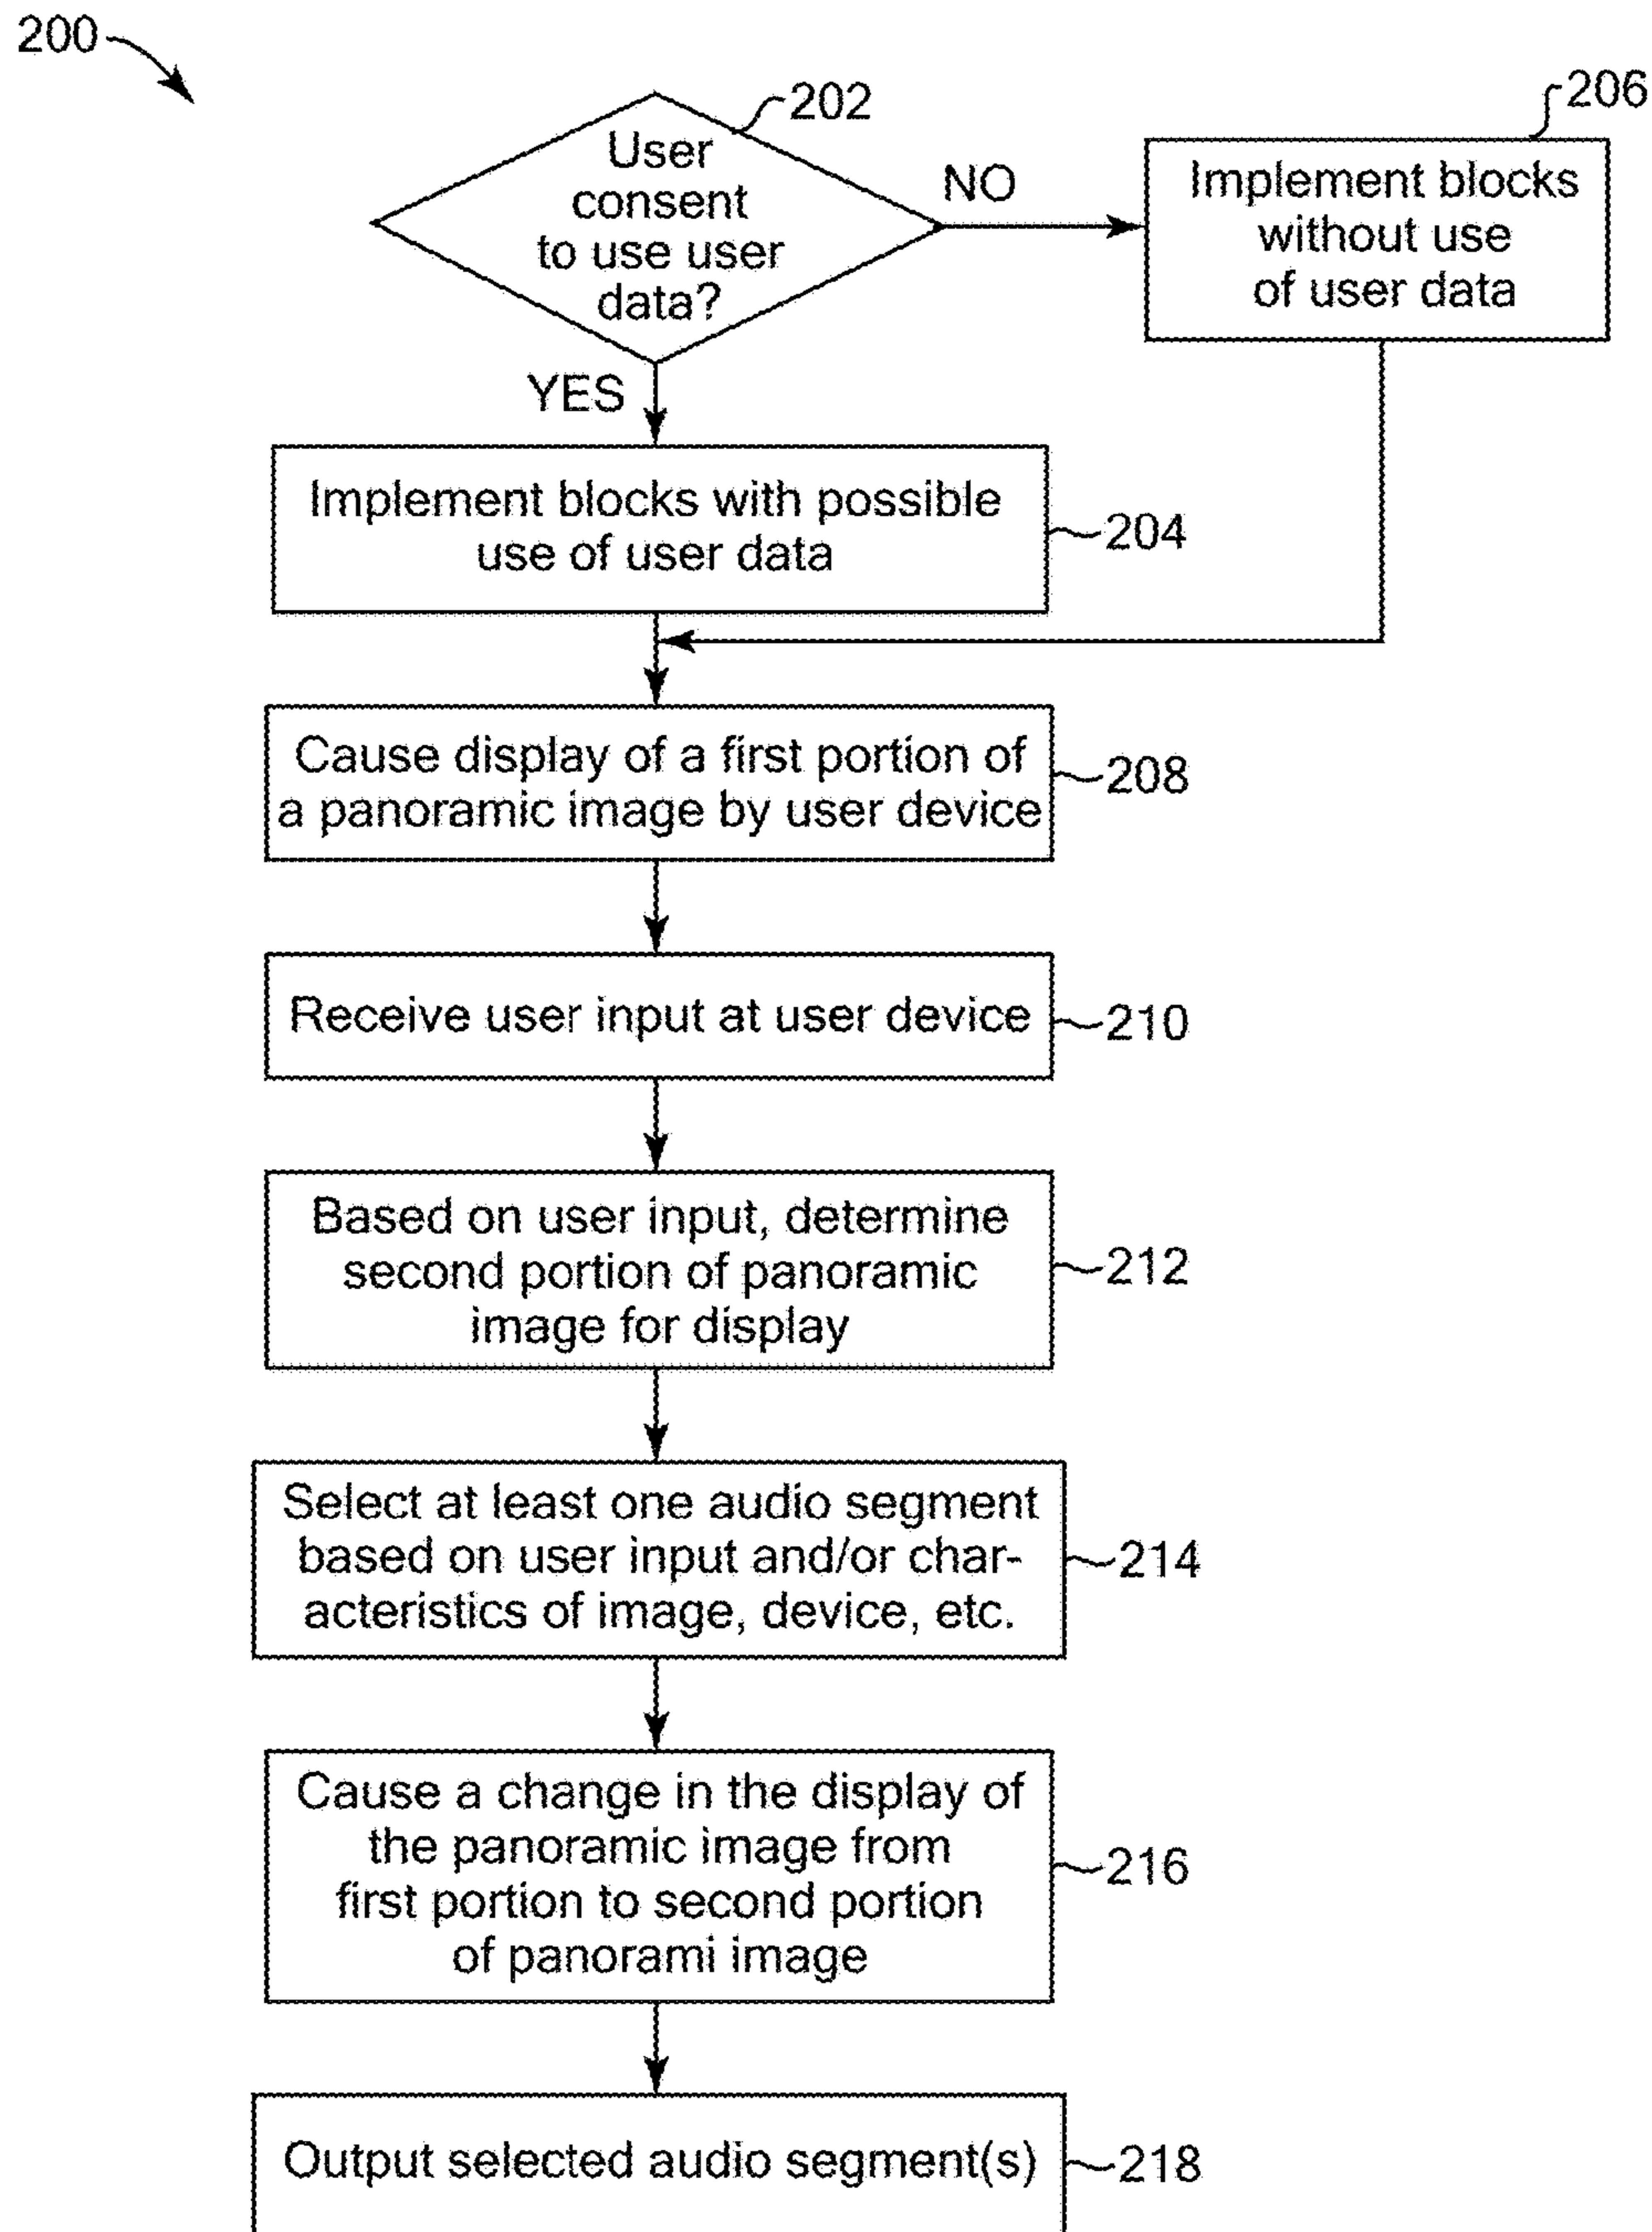 200
202
User
consent
to use user
data?
NO
206
Implement blocks
without use
of user data
YES
Implement blocks with possible
use of user data
204
Cause display of a first portion of
a panoramic image by user device
208
Receive user input at user device
210
Based on user input, determine
second portion of panoramic
image for display
212
Select at least one audio segment
based on user input and/or char-
acteristics of image, device, etc.
214
Cause a change in the display of
the panoramic image from
first portion to second portion
of panorami image
216
Output selected audio segment(s)
218